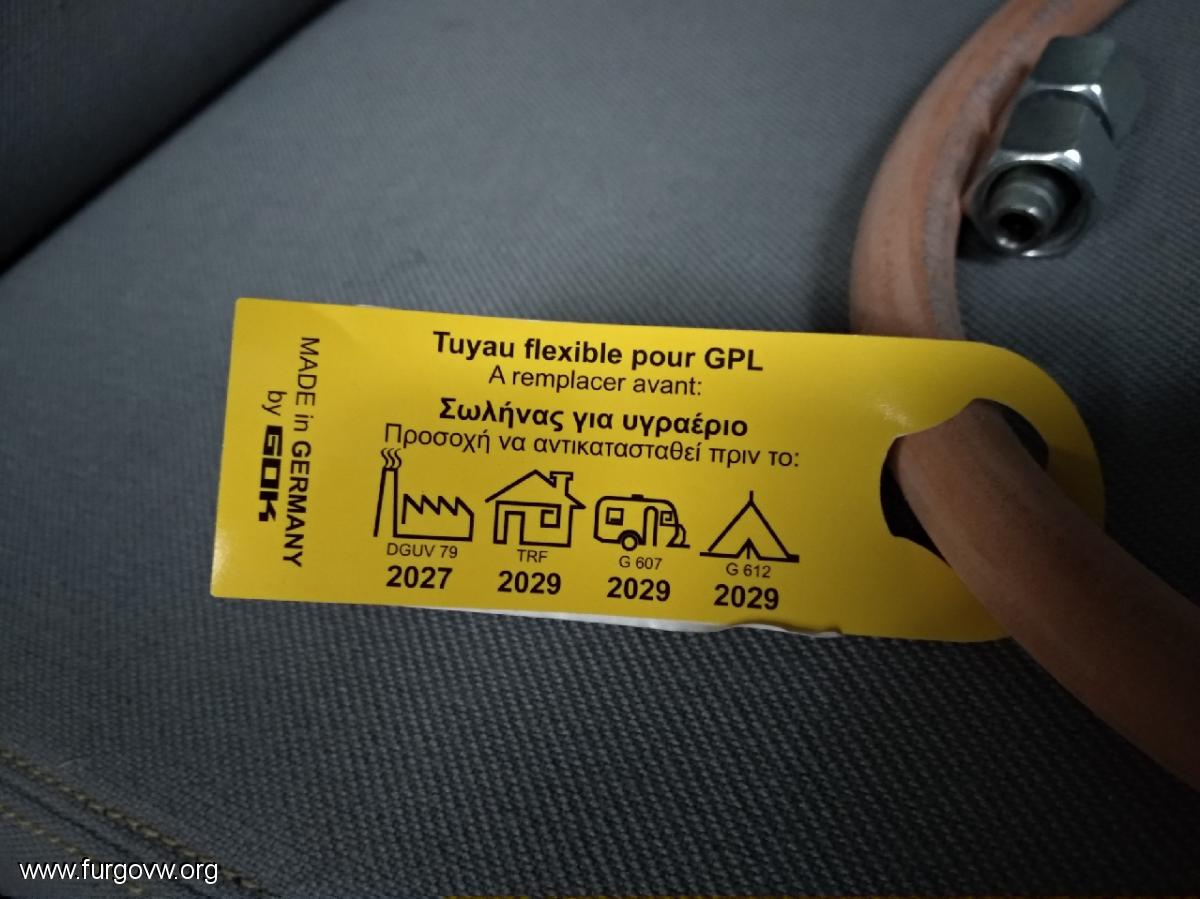 Tuyau flexible pour GPL
A remplacer avant:
Σωλήνας για υγραέριο
Προσοχή να αντικατασταθεί πριν το:
DGUV 79
2027
TRF
2029
G 607
2029
G 612
2029
MADE in GERMANY
by GOK
www.furgovw.org